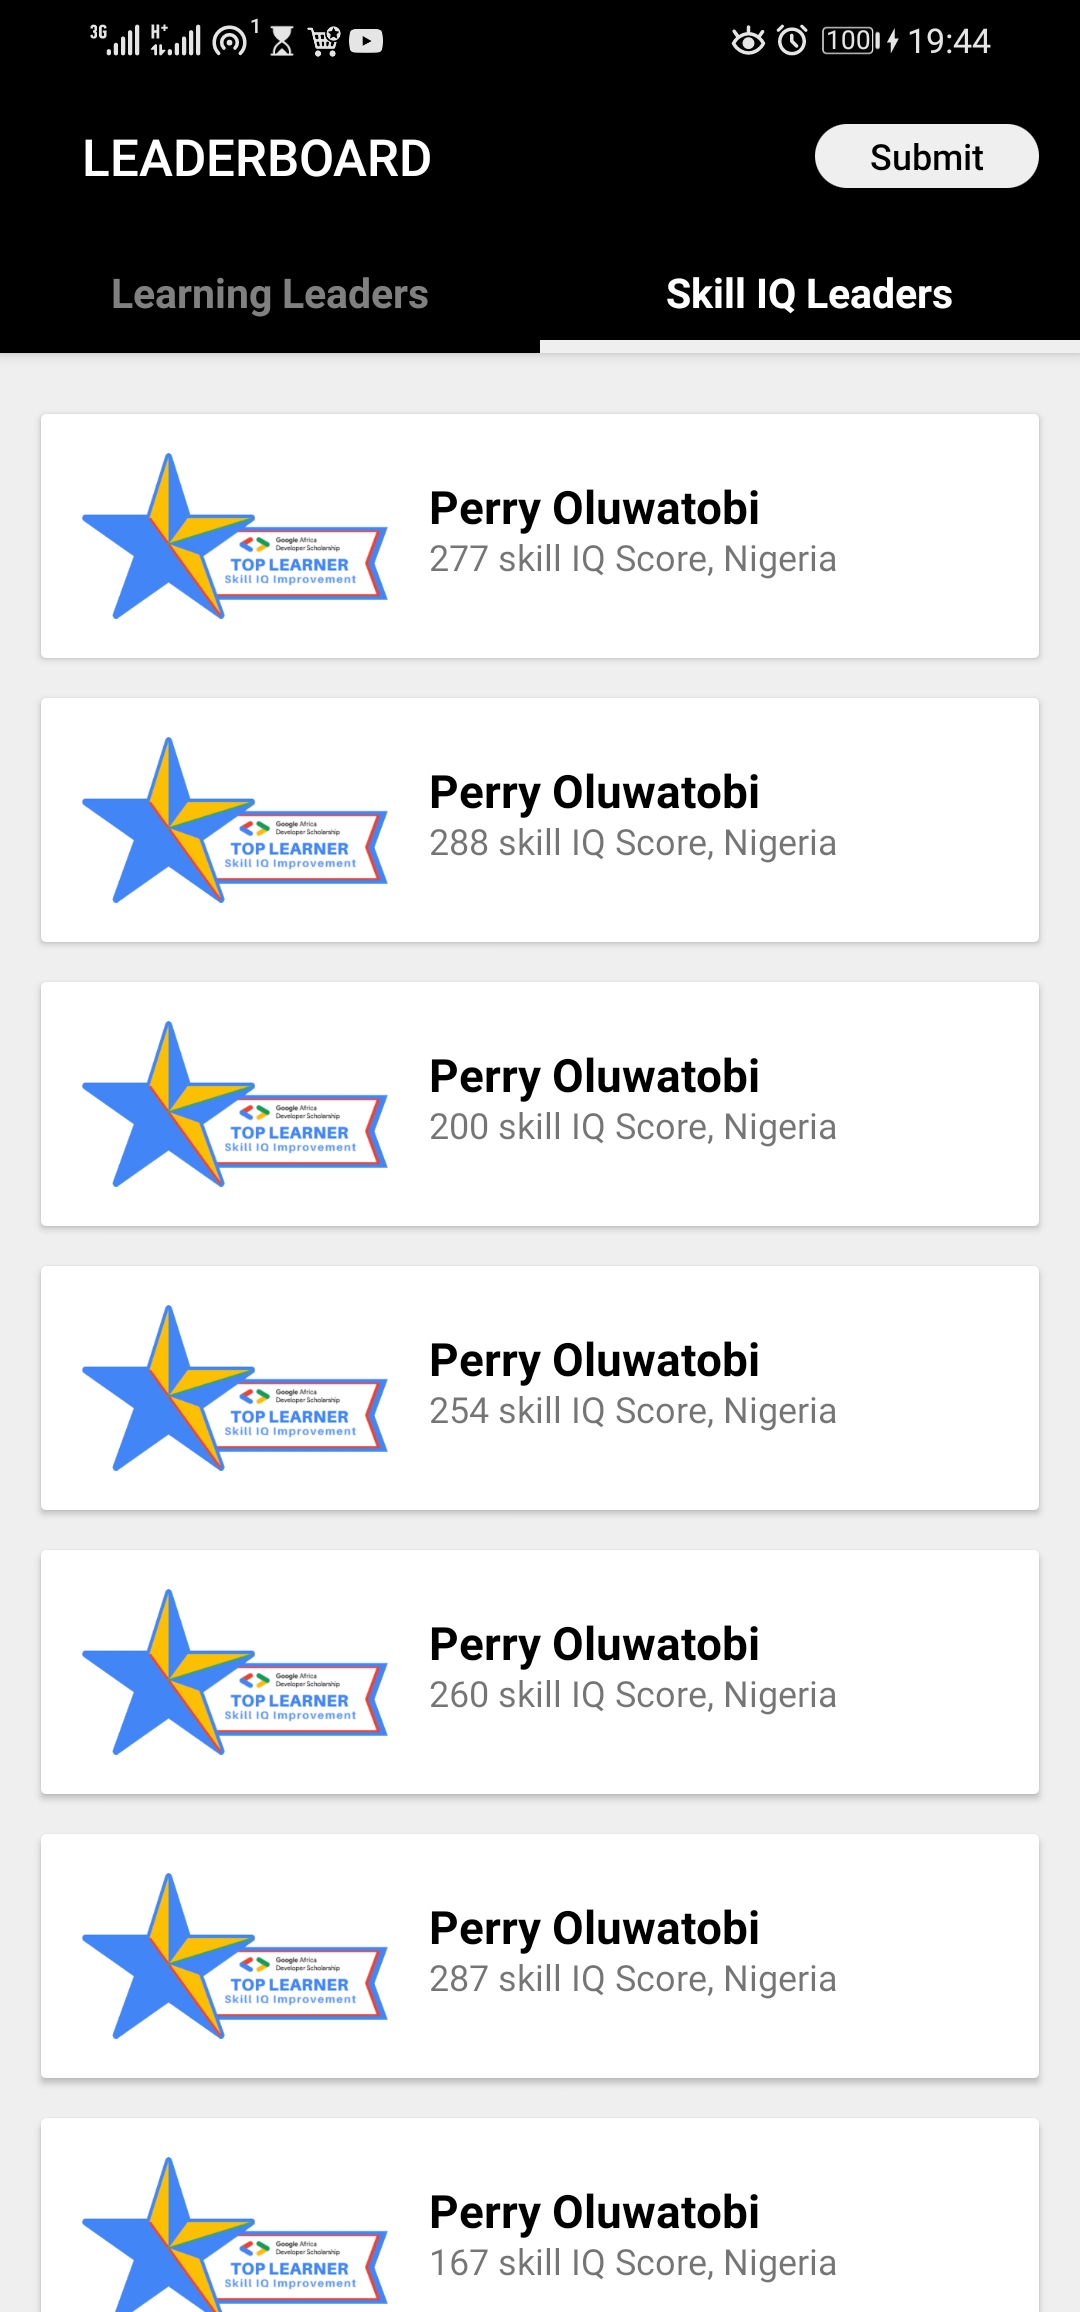 3G H+ 1 100 19:44
LEADERBOARD
Submit
Learning Leaders
Skill IQ Leaders
Google Africa
Developer Scholarship
TOP LEARNER
Skill IQ Improvement
Perry Oluwatobi
277 skill IQ Score, Nigeria
Google Africa
Developer Scholarship
TOP LEARNER
Skill IQ Improvement
Perry Oluwatobi
288 skill IQ Score, Nigeria
Google Africa
Developer Scholarship
TOP LEARNER
Skill IQ Improvement
Perry Oluwatobi
200 skill IQ Score, Nigeria
Google Africa
Developer Scholarship
TOP LEARNER
Skill IQ Improvement
Perry Oluwatobi
254 skill IQ Score, Nigeria
Google Africa
Developer Scholarship
TOP LEARNER
Skill IQ Improvement
Perry Oluwatobi
260 skill IQ Score, Nigeria
Google Africa
Developer Scholarship
TOP LEARNER
Skill IQ Improvement
Perry Oluwatobi
287 skill IQ Score, Nigeria
Google Africa
Developer Scholarship
TOP LEARNER
Skill IQ Improvement
Perry Oluwatobi
167 skill IQ Score, Nigeria